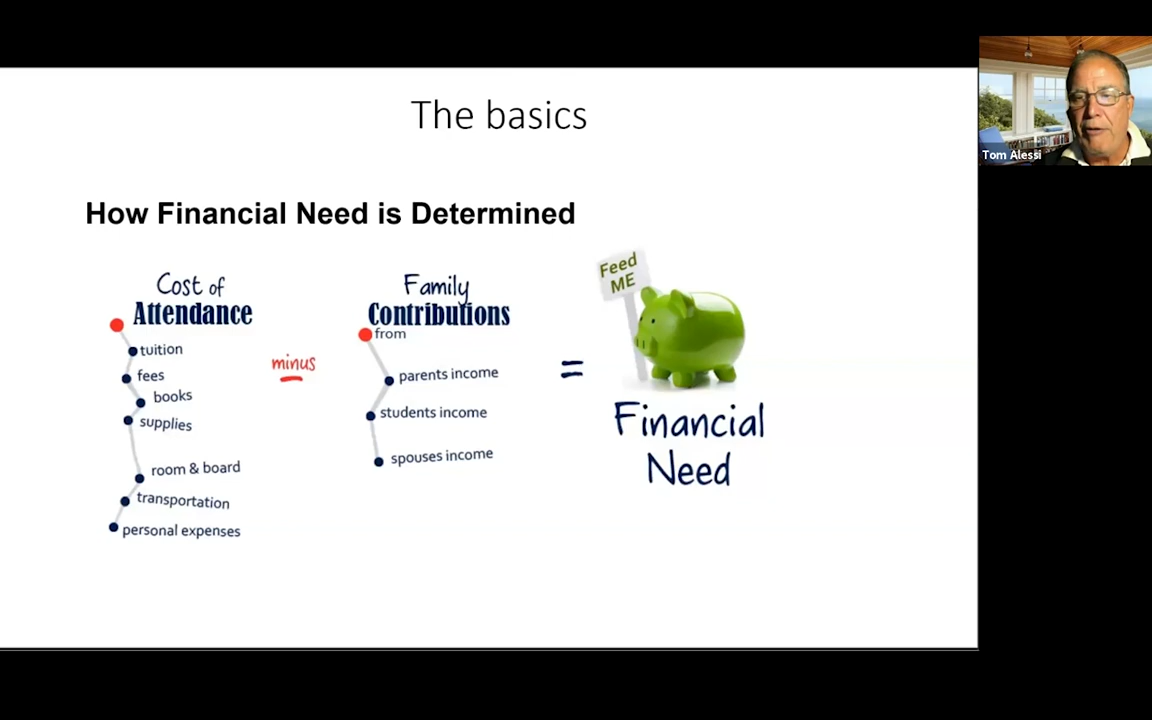 The basics
Tom Alessi
How Financial Need is Determined
Cost of
Attendance
tuition
fees
books
supplies
room & board
transportation
personal expenses
minus
Family
Contributions
from
parents income
students income
spouses income
=
Feed
ME
Financial
Need